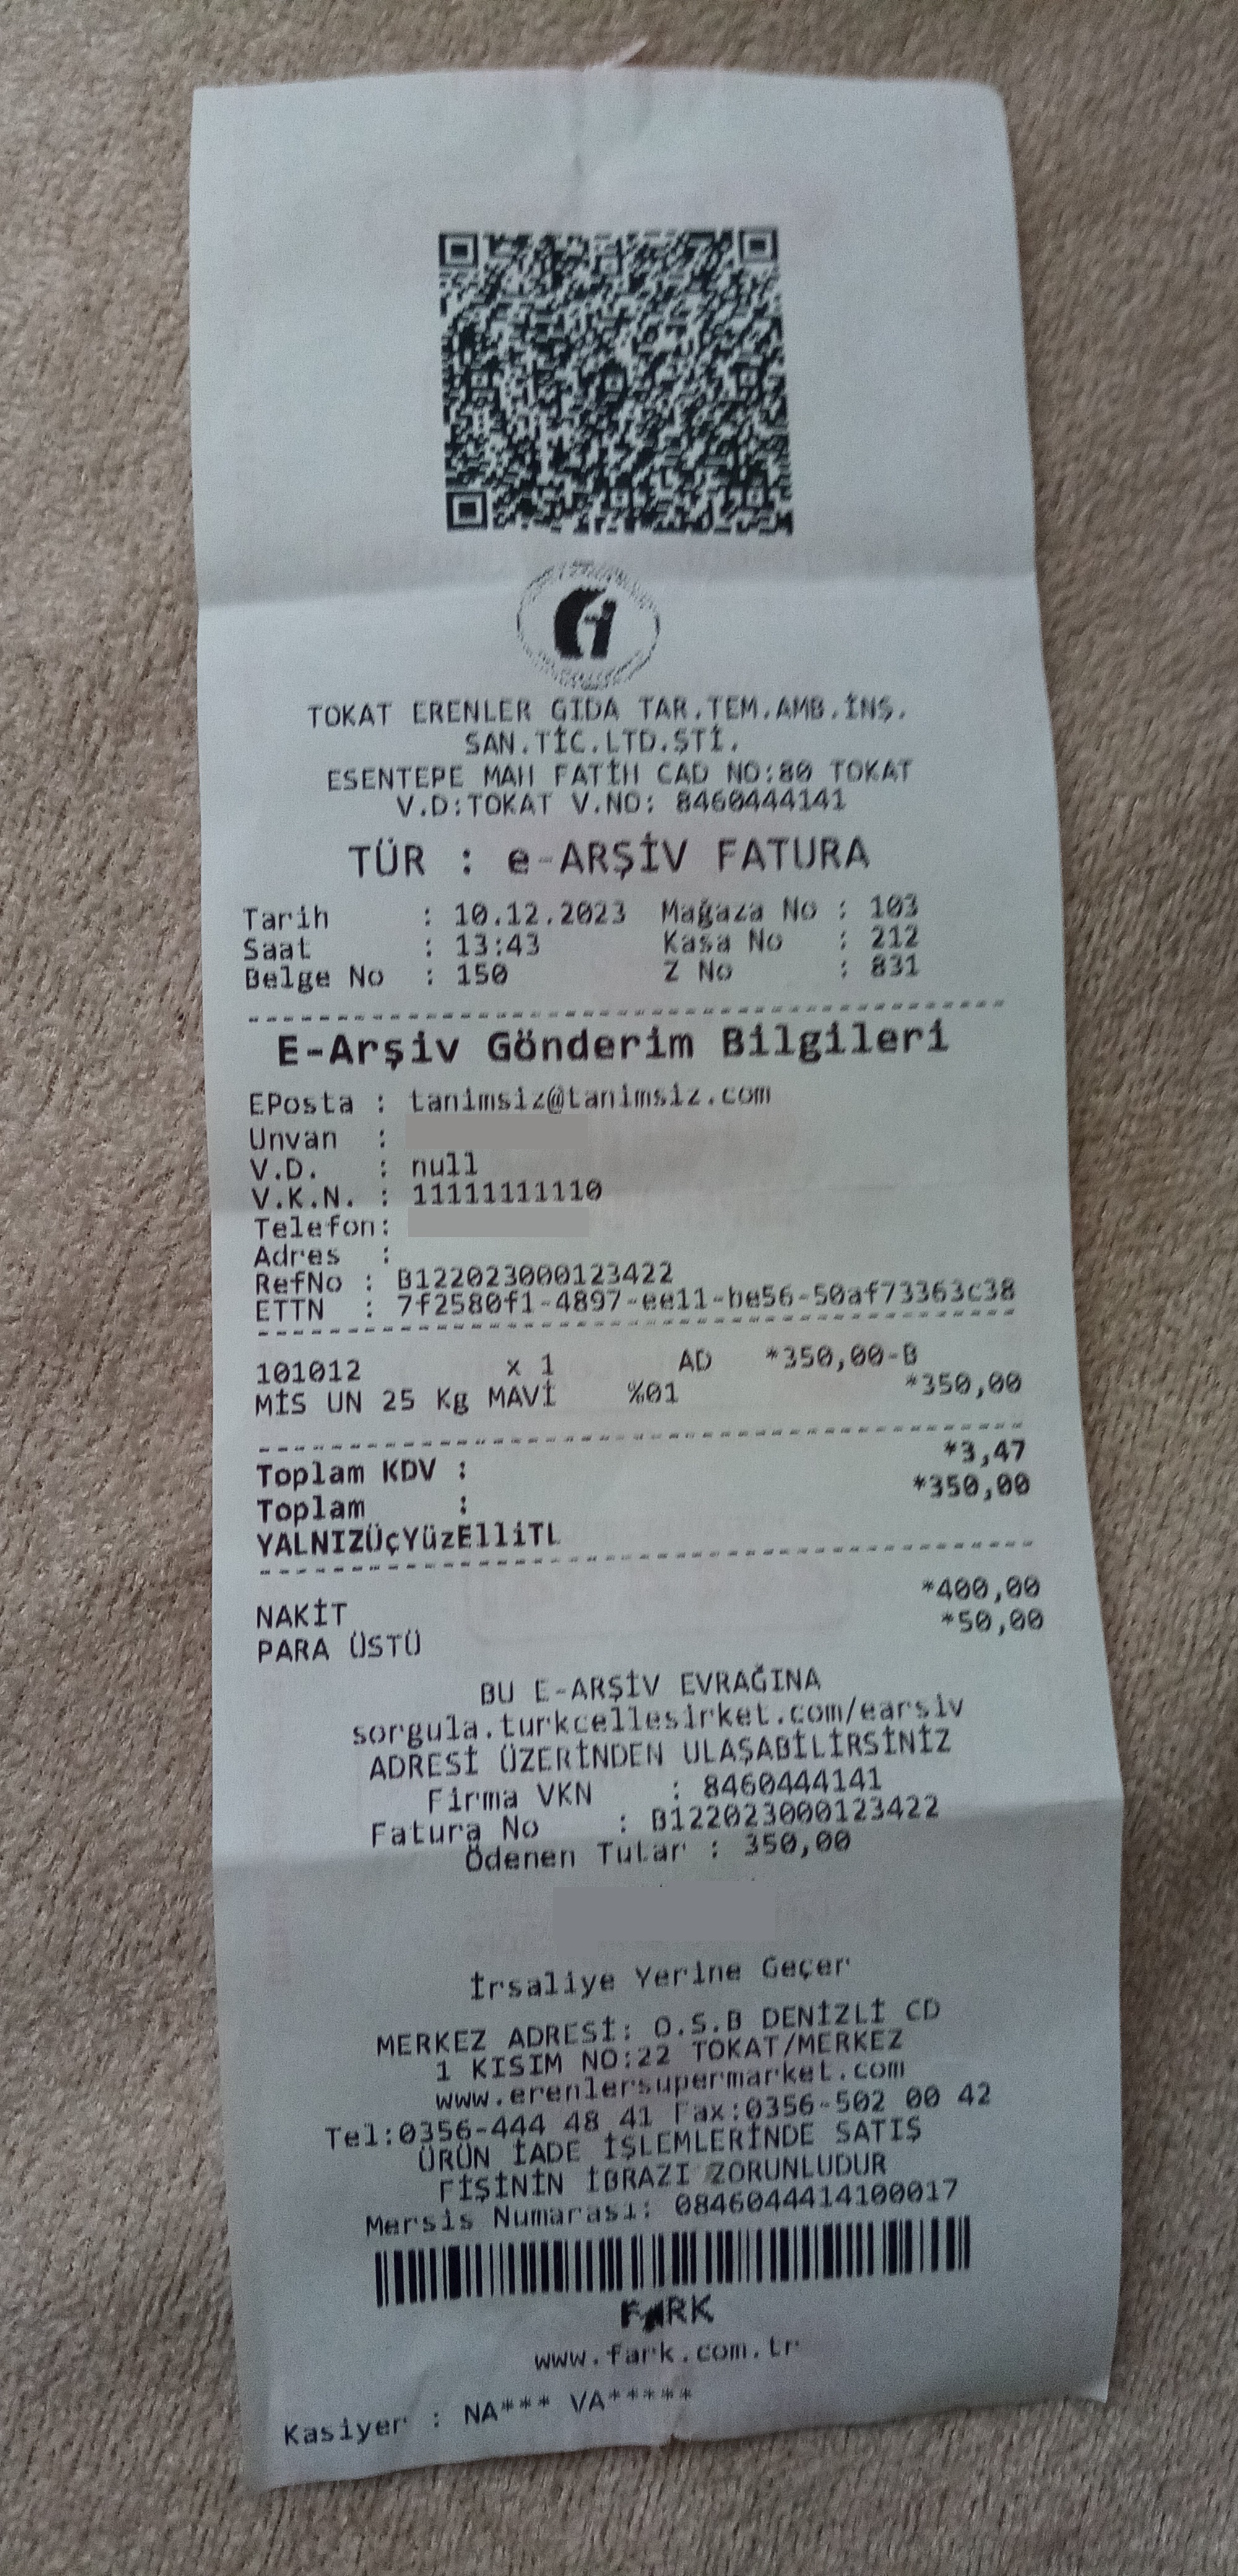 TOKAT ERENLER GIDA TAR.TEM.AMB.İNŞ.
SAN.TİC.LTD.ŞTİ.
ESENTEPE MAH FATİH CAD NO:80 TOKAT
V.D:TOKAT V.NO: 8460444141
TÜR : e-ARŞİV FATURA
Tarih : 10.12.2023 Mağaza No : 103
Saat : 13:43 Kasa No : 212
Belge No : 150 Z No : 831
E-Arşiv Gönderim Bilgileri
EPosta : tanimsiz@tanimsiz.com
Unvan :
V.D. : null
V.K.N. : 11111111110
Telefon:
Adres :
RefNo : B122023000123422
ETTN : 7f2580f1-4897-ee11-be56-50af73363c38
101012 x 1 AD *350,00-B
MİS UN 25 Kg MAVİ %01 *350,00
Toplam KDV : *3,47
Toplam : *350,00
YALNIZÜçYüzElliTL
NAKİT *400,00
PARA ÜSTÜ *50,00
BU E-ARŞİV EVRAĞINA
sorgula.turkcellesirket.com/earsiv
ADRESİ ÜZERİNDEN ULAŞABİLİRSİNİZ
Firma VKN : 8460444141
Fatura No : B122023000123422
Ödenen Tutar : 350,00
İrsaliye Yerine Geçer
MERKEZ ADRESİ: O.S.B DENİZLİ CD
1 KISIM NO:22 TOKAT/MERKEZ
www.erenlersupermarket.com
Tel:0356-444 48 41 Fax:0356-502 00 42
ÜRÜN İADE İŞLEMLERİNDE SATIŞ
FİŞİNİN İBRAZI ZORUNLUDUR
Mersis Numarası: 0846044414100017
FARK
www.fark.com.tr
Kasiyer : NA*** VA*****